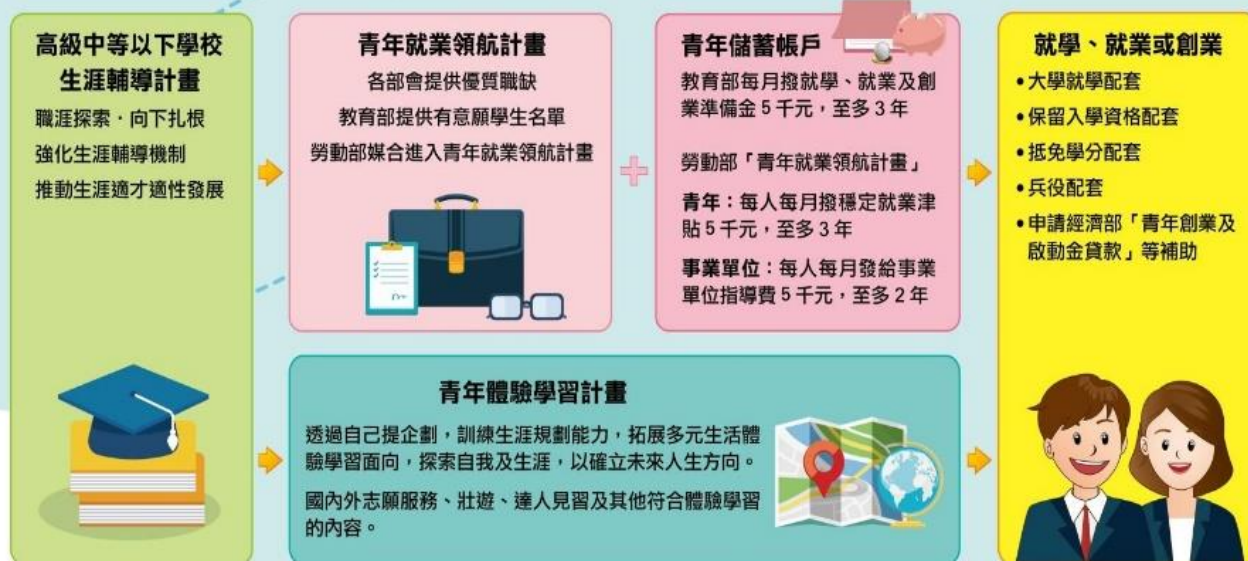 高級中等以下學校
生涯輔導計畫
職涯探索．向下扎根
強化生涯輔導機制
推動生涯適才適性發展
青年就業領航計畫
各部會提供優質職缺
教育部提供有意願學生名單
勞動部媒合進入青年就業領航計畫
青年儲蓄帳戶
教育部每月撥就學、就業及創
業準備金5千元，至多3年
勞動部「青年就業領航計畫」
青年：每人每月撥穩定就業津
貼5千元，至多3年
事業單位：每人每月發給事業
單位指導費5千元，至多2年
青年體驗學習計畫
透過自己提企劃，訓練生涯規劃能力，拓展多元生活體
驗學習面向，探索自我及生涯，以確立未來人生方向。
國內外志願服務、壯遊、達人見習及其他符合體驗學習
的內容。
就學、就業或創業
•大學就學配套
•保留入學資格配套
•抵免學分配套
•兵役配套
•申請經濟部「青年創業及
啟動金貸款」等補助